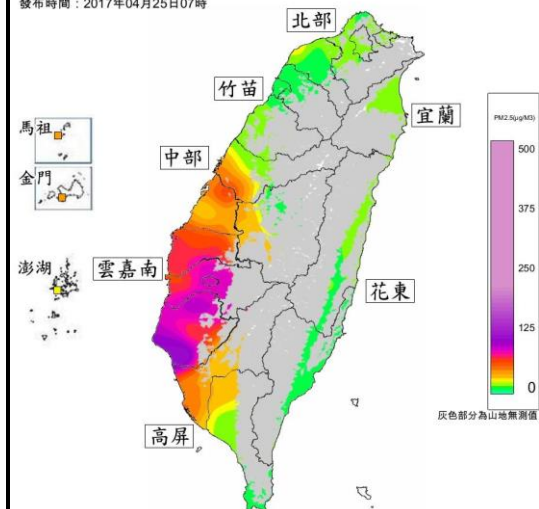 發布時間：2017年04月25日07時
北部
竹苗
宜蘭
馬祖
中部
金門
澎湖
雲嘉南
花東
高屏
PM2.5(μg/M3)
500
250
125
0
灰色部分為山地無測值